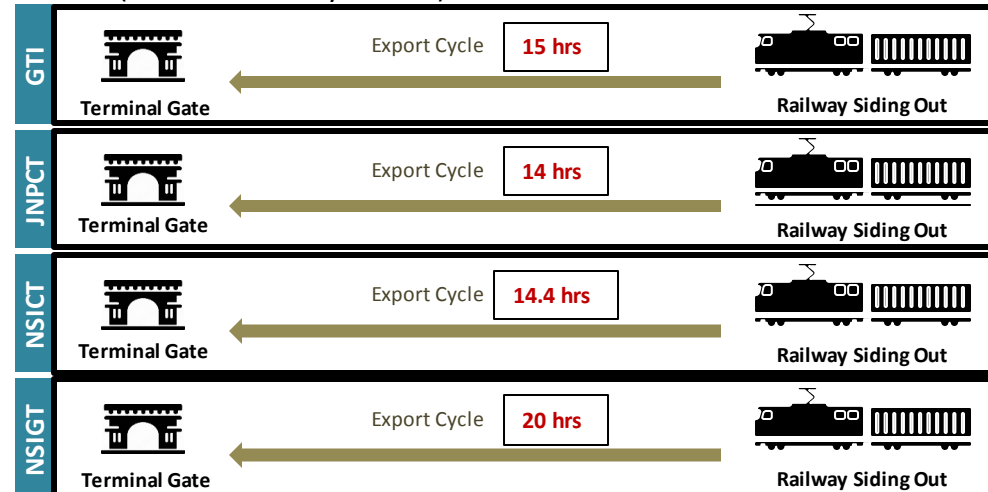 GTI
Export Cycle 15 hrs
Terminal Gate
Railway Siding Out
JNPCT
Export Cycle 14 hrs
Terminal Gate
Railway Siding Out
NSICT
Export Cycle 14.4 hrs
Terminal Gate
Railway Siding Out
NSIGT
Export Cycle 20 hrs
Terminal Gate
Railway Siding Out